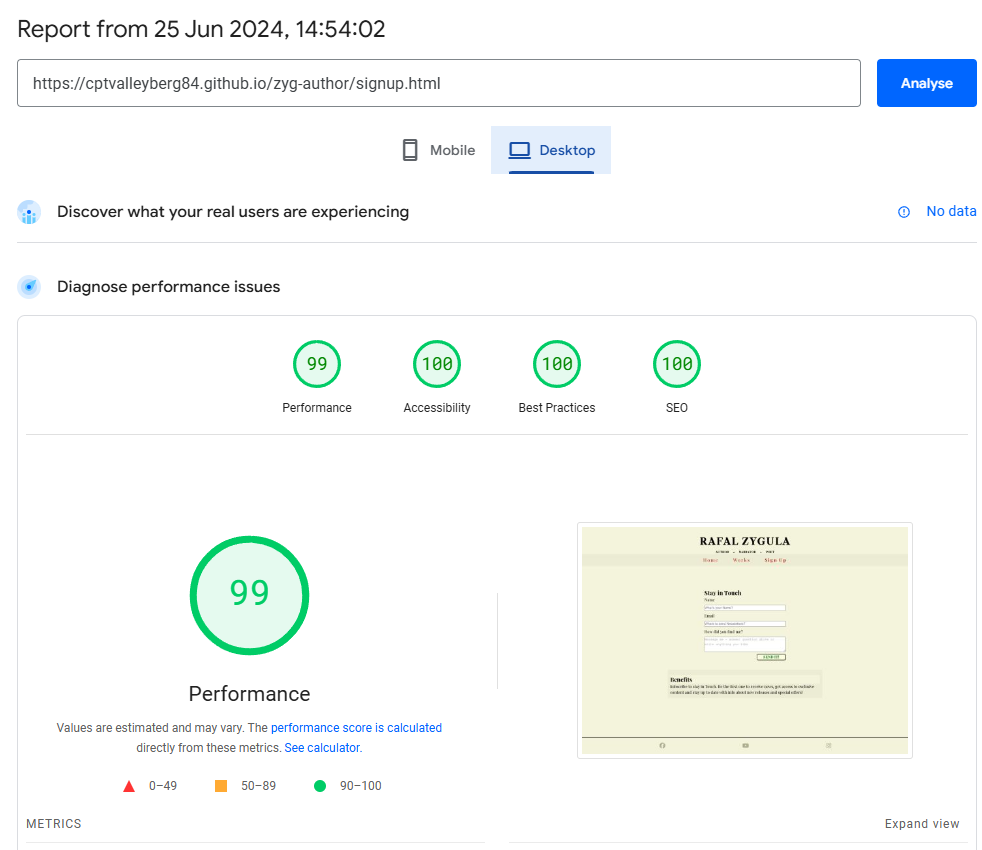 Report from 25 Jun 2024, 14:54:02
https://cptvalleyberg84.github.io/zyg-author/signup.html
Analyse
Mobile
Desktop
Discover what your real users are experiencing
No data
Diagnose performance issues
99
100
100
100
Performance
Accessibility
Best Practices
SEO
99
Performance
Values are estimated and may vary. The performance score is calculated
directly from these metrics. See calculator.
0–49
50–89
90–100
RAFAL ZYGULA
AUTHOR - NARRATOR - POET
Home
Works
Sign Up
Stay in Touch
Name
Email
How did you find me?
SUBMIT
Benefits
METRICS
Expand view